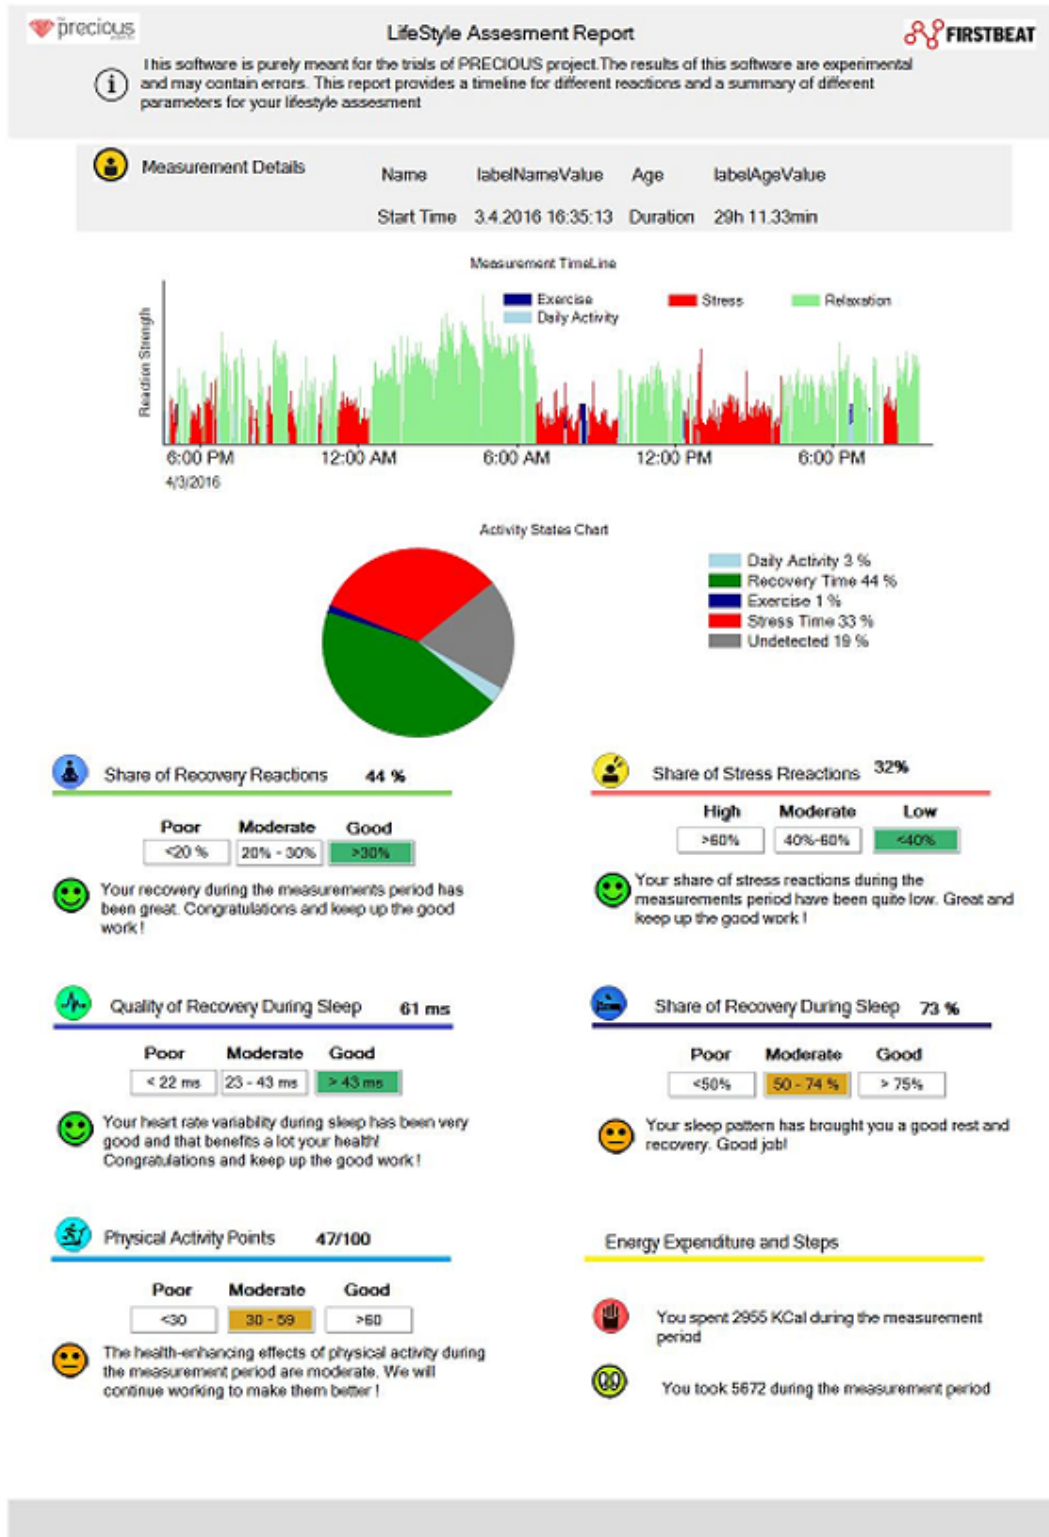 precious
LifeStyle Assesment Report
FIRSTBEAT
This software is purely meant for the trials of PRECIOUS project.The results of this software are experimental
and may contain errors. This report provides a timeline for different reactions and a summary of different
parameters for your lifestyle assesment
Measurement Details
Name labelNameValue Age labelAgeValue
Start Time 3.4.2016 16:35:13 Duration 29h 11.33min
Measurement TimeLine
Exercise Stress Relaxation
Daily Activity
Reaction Strength
6:00 PM 12:00 AM 6:00 AM 12:00 PM 6:00 PM
4/3/2016
Activity States Chart
Daily Activity 3 %
Recovery Time 44 %
Exercise 1 %
Stress Time 33 %
Undetected 19 %
Share of Recovery Reactions 44 %
Poor Moderate Good
<20 % 20% - 30% >30%
Your recovery during the measurements period has
been great. Congratulations and keep up the good
work !
Share of Stress Rreactions 32%
High Moderate Low
>60% 40%-60% <40%
Your share of stress reactions during the
measurements period have been quite low. Great and
keep up the good work !
Quality of Recovery During Sleep 61 ms
Poor Moderate Good
< 22 ms 23 - 43 ms > 43 ms
Your heart rate variability during sleep has been very
good and that benefits a lot your health!
Congratulations and keep up the good work !
Share of Recovery During Sleep 73 %
Poor Moderate Good
<50% 50 - 74 % > 75%
Your sleep pattern has brought you a good rest and
recovery. Good job!
Physical Activity Points 47/100
Poor Moderate Good
<30 30 - 59 >60
The health-enhancing effects of physical activity during
the measurement period are moderate. We will
continue working to make them better !
Energy Expenditure and Steps
You spent 2955 KCal during the measurement
period
You took 5672 during the measurement period